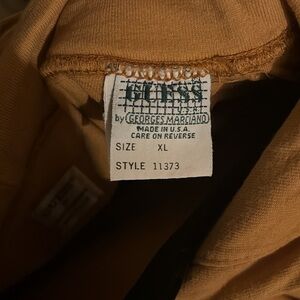 GUESS
U.S.A.
by GEORGES MARCIANO
MADE IN U.S.A.
CARE ON REVERSE
SIZE XL
STYLE 11373